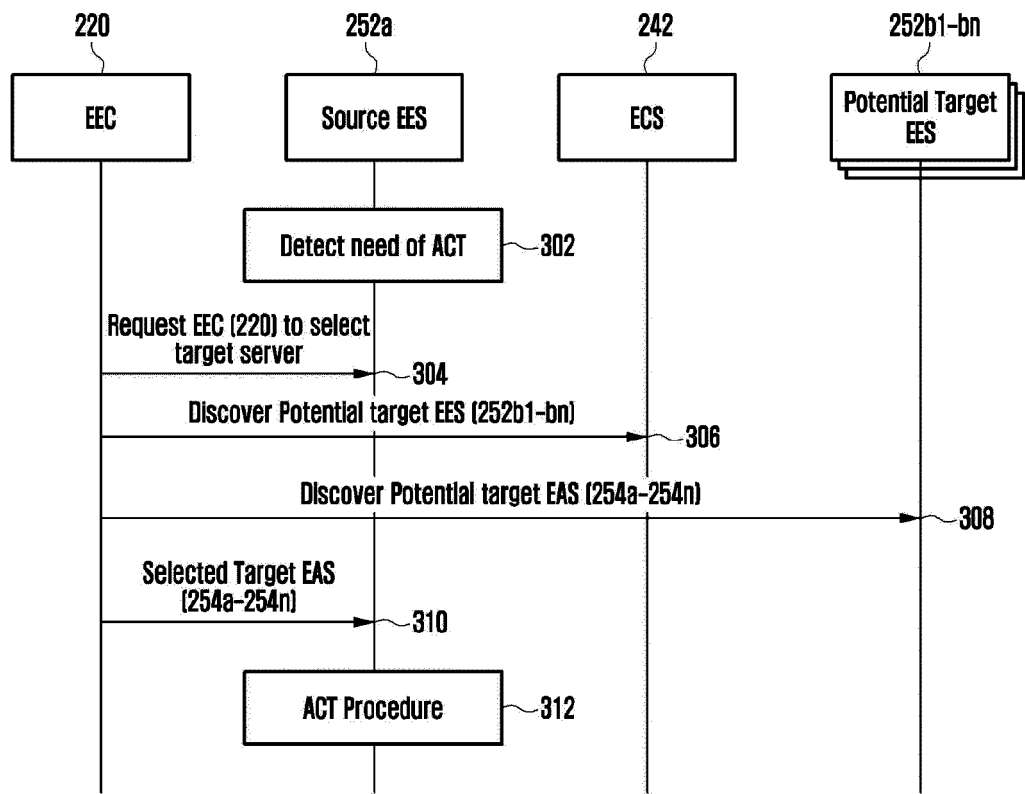 220
252a
242
252b1-bn
EEC
Source EES
ECS
Potential Target
EES
Detect need of ACT
302
Request EEC (220) to select
target server
304
Discover Potential target EES (252b1-bn)
306
Discover Potential target EAS (254a-254n)
308
Selected Target EAS
(254a-254n)
310
ACT Procedure
312